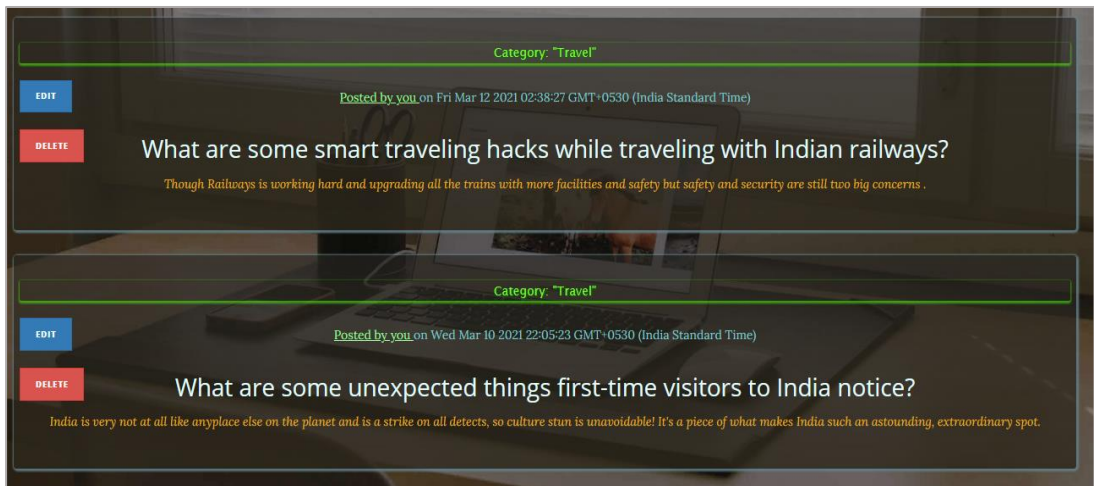 Category: "Travel"
EDIT
Posted by you on Fri Mar 12 2021 02:38:27 GMT+0530 (India Standard Time)
DELETE
What are some smart traveling hacks while traveling with Indian railways?
Though Railways is working hard and upgrading all the trains with more facilities and safety but safety and security are still two big concerns .
Category: "Travel"
EDIT
Posted by you on Wed Mar 10 2021 22:05:23 GMT+0530 (India Standard Time)
DELETE
What are some unexpected things first-time visitors to India notice?
India is very not at all like anyplace else on the planet and is a strike on all detects, so culture stun is unavoidable! It's a piece of what makes India such an astounding, extraordinary spot.